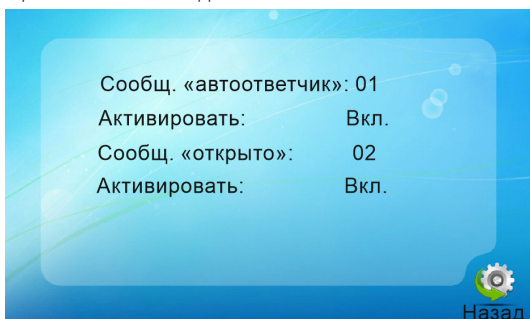 Сообщ. «автоответчик»: 01
Активировать: Вкл.
Сообщ. «открыто»: 02
Активировать: Вкл.
Назад